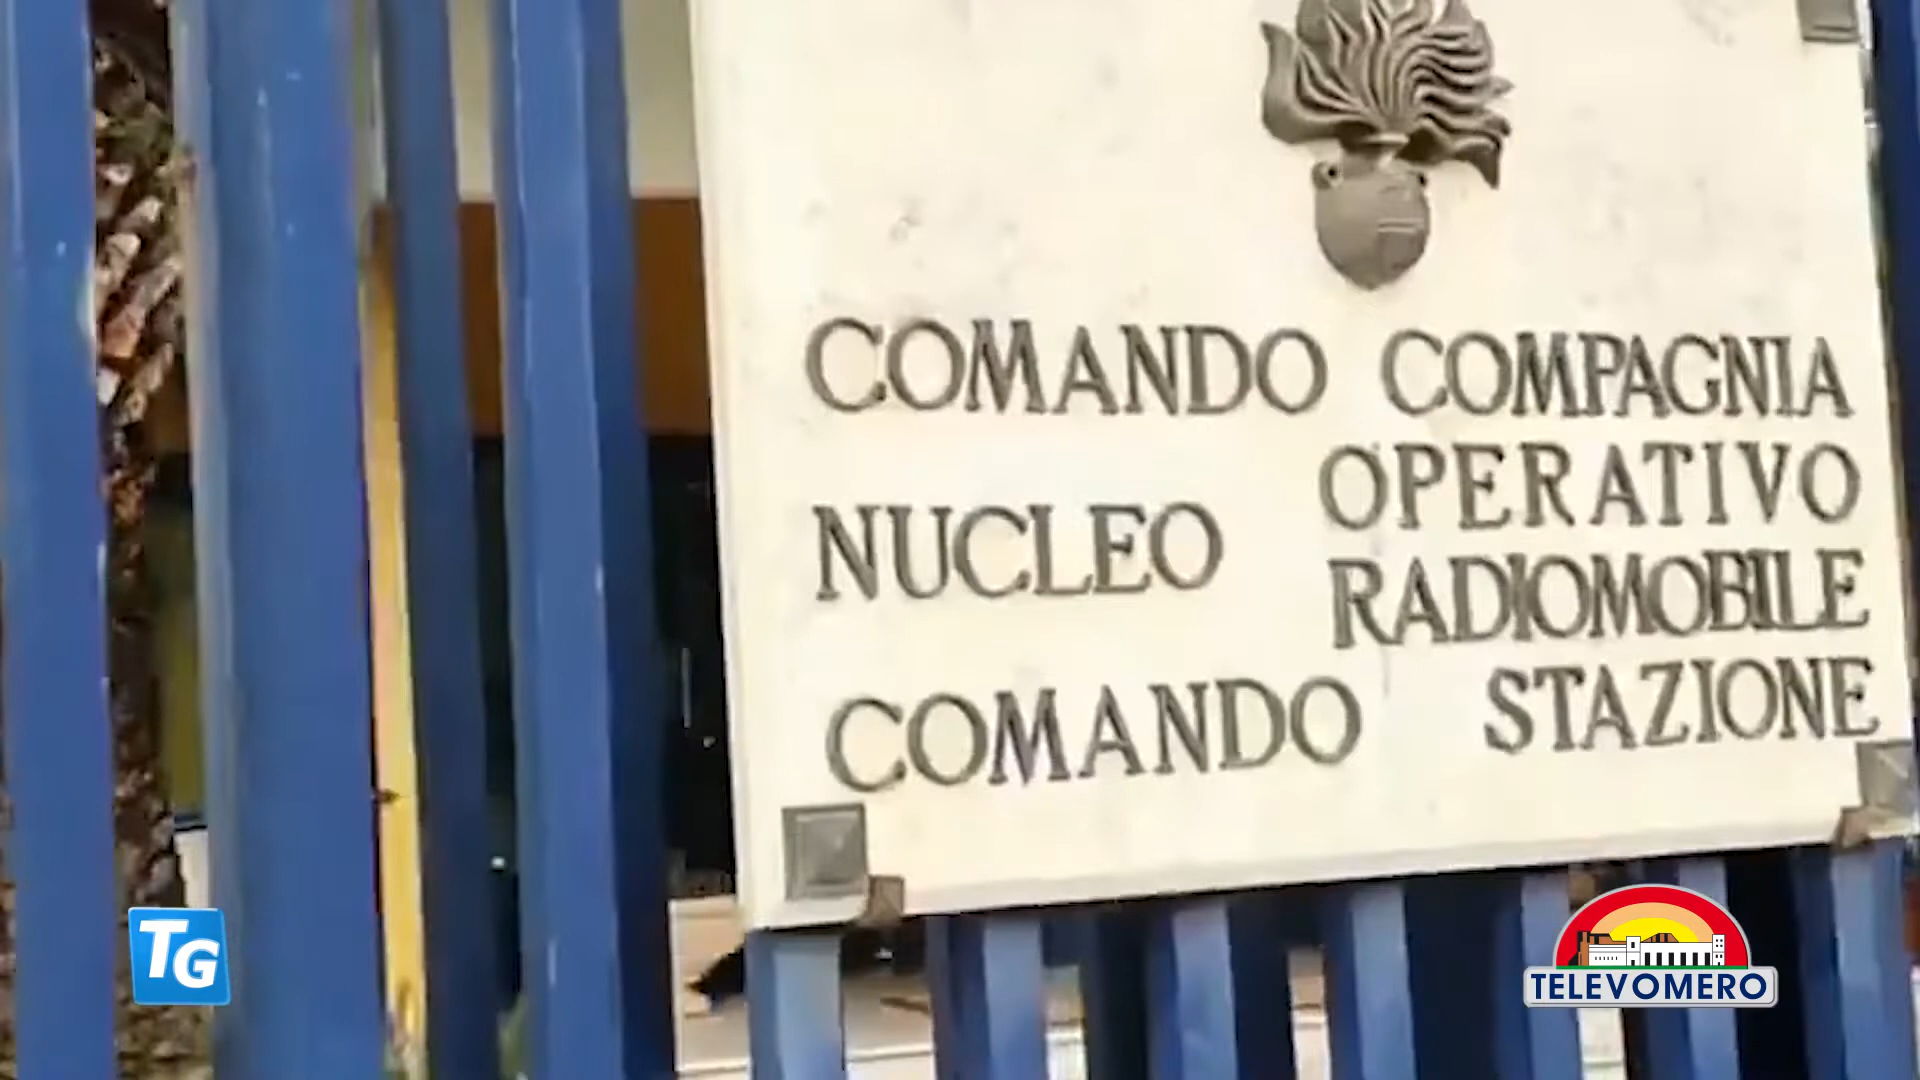 COMANDO COMPAGNIA
NUCLEO OPERATIVO
RADIOMOBILE
COMANDO STAZIONE
TG
TELEVOMERO